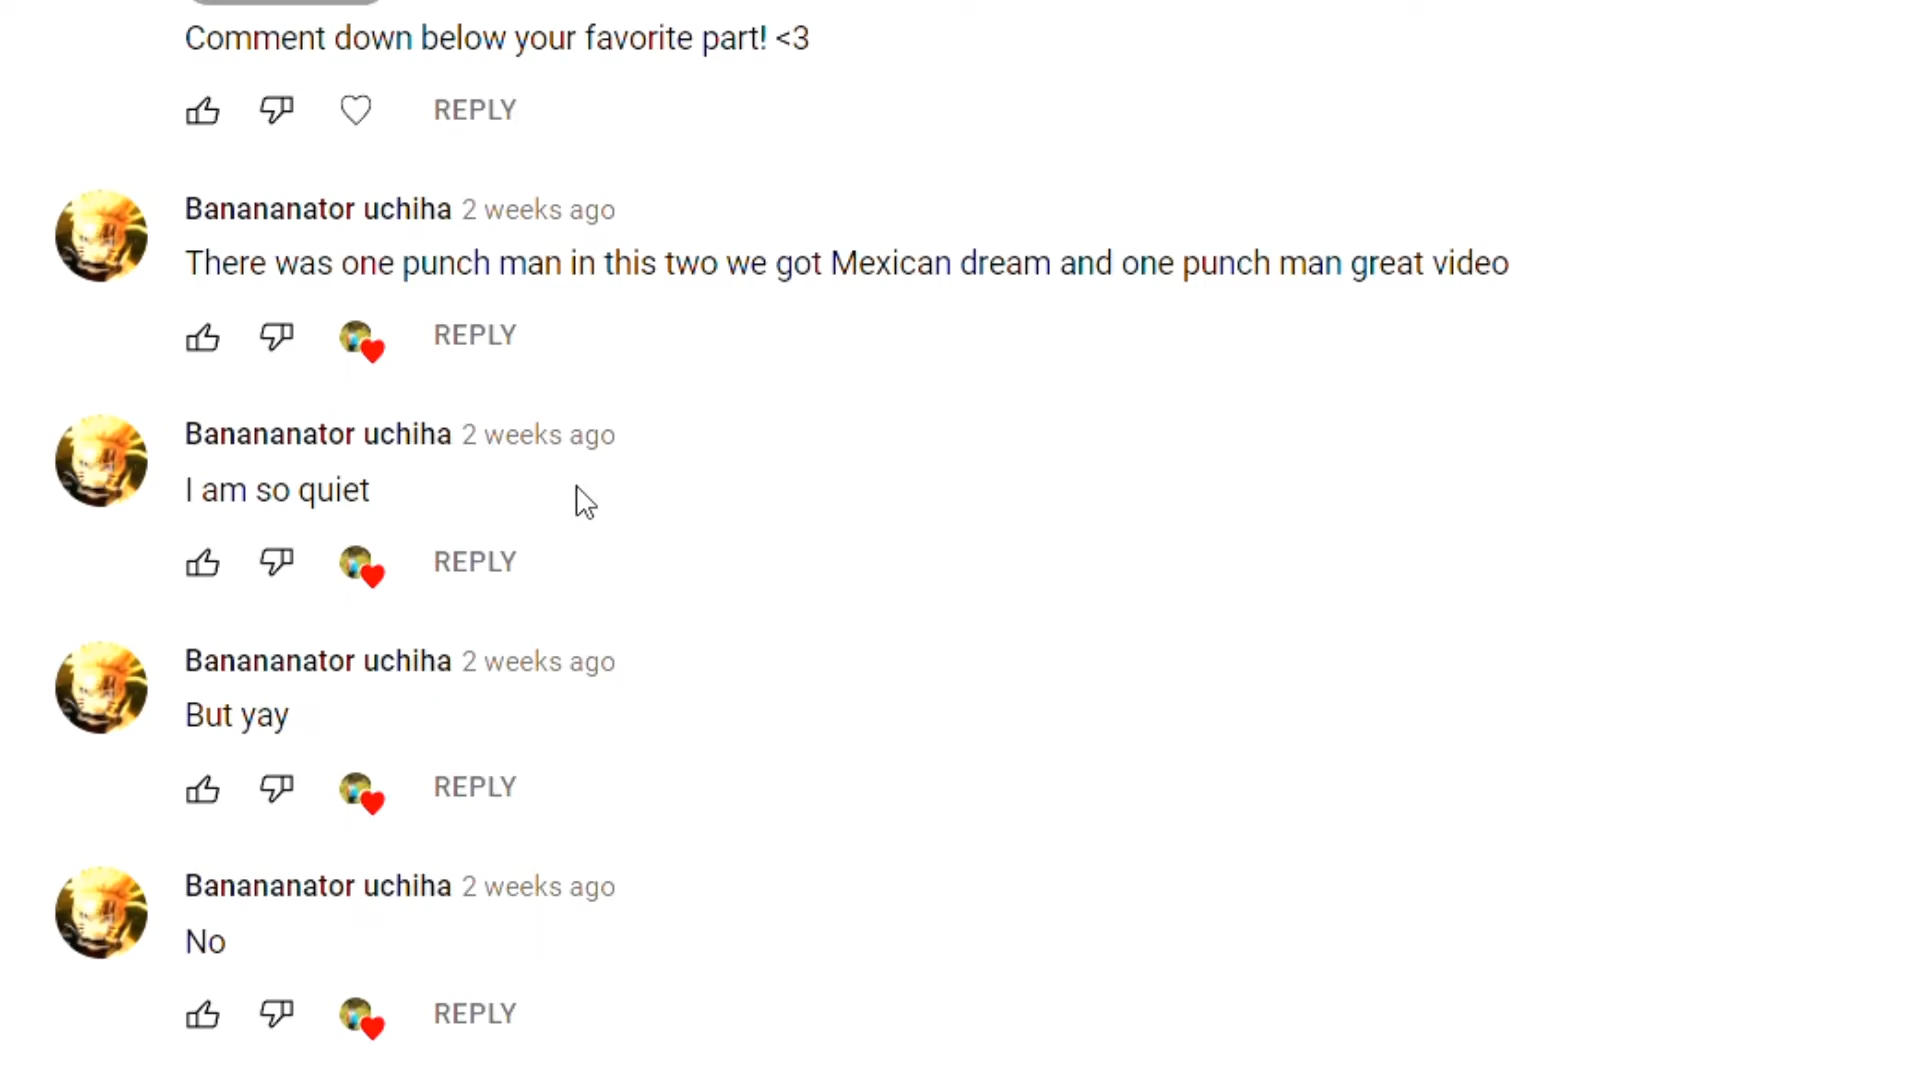 Comment down below your favorite part! <3
REPLY
Banananator uchiha 2 weeks ago
There was one punch man in this two we got Mexican dream and one punch man great video
REPLY
Banananator uchiha 2 weeks ago
I am so quiet
REPLY
Banananator uchiha 2 weeks ago
But yay
REPLY
Banananator uchiha 2 weeks ago
No
REPLY